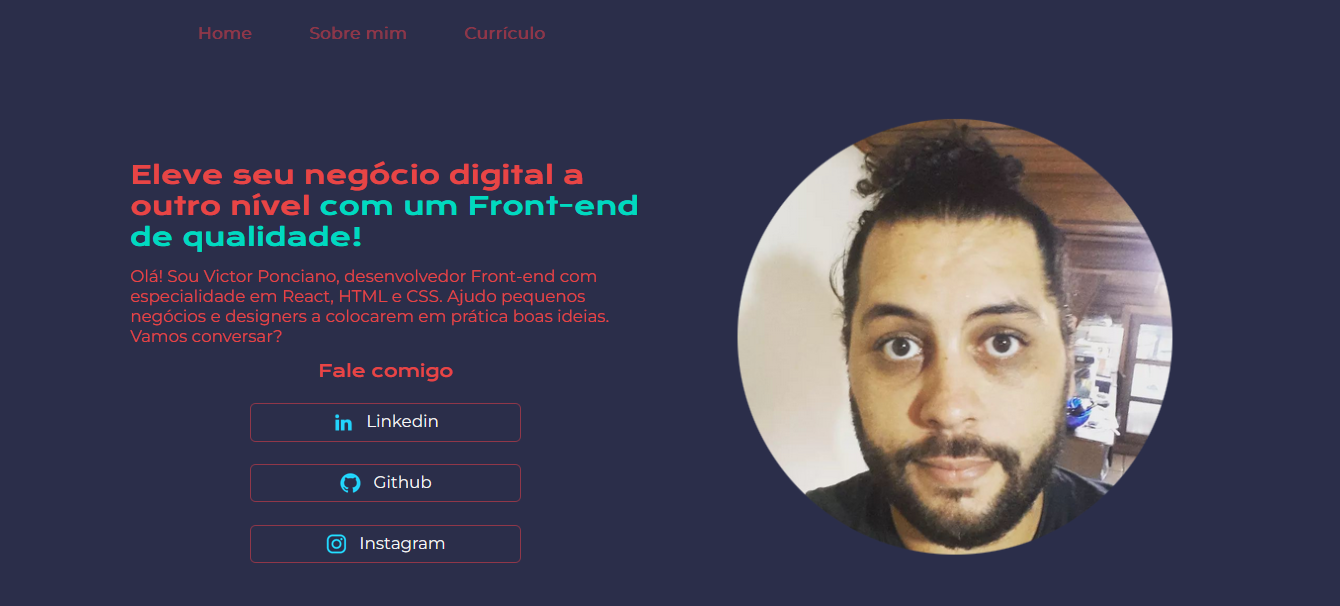 Home Sobre mim Currículo
Eleve seu negócio digital a
outro nível com um Front-end
de qualidade!
Olá! Sou Victor Ponciano, desenvolvedor Front-end com
especialidade em React, HTML e CSS. Ajudo pequenos
negócios e designers a colocarem em prática boas ideias.
Vamos conversar?
Fale comigo
Linkedin
Github
Instagram